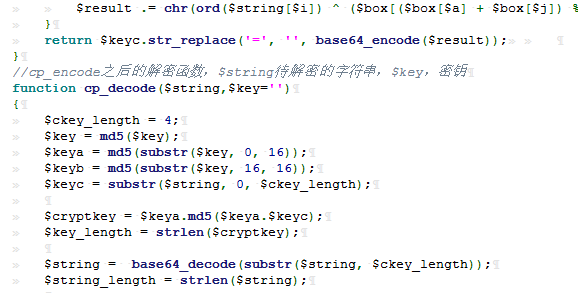 $result .= chr(ord($string[$i]) ^ ($box[($box[$a] + $box[$j]) %
}
return $keyc.str_replace('=', '', base64_encode($result));
}
//cp_encode之后的解密函数，$string待解密的字符串，$key，密钥
function cp_decode($string,$key='')
{
$ckey_length = 4;
$key = md5($key);
$keya = md5(substr($key, 0, 16));
$keyb = md5(substr($key, 16, 16));
$keyc = substr($string, 0, $ckey_length);
$cryptkey = $keya.md5($keya.$keyc);
$key_length = strlen($cryptkey);
$string =  base64_decode(substr($string, $ckey_length));
$string_length = strlen($string);